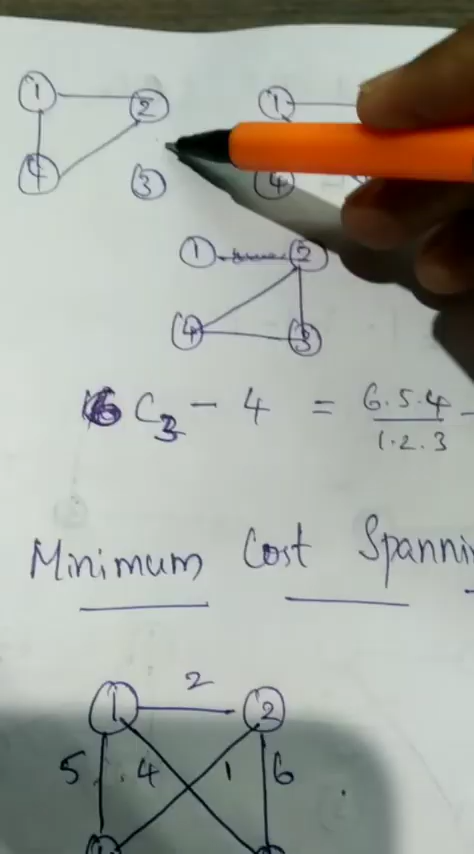 1 2 1
4 3 4
1 2
4 3
6C3 - 4 = 6.5.4 / 1.2.3 -
Minimum Cost Spanni
2
1 2
5 4 1 6